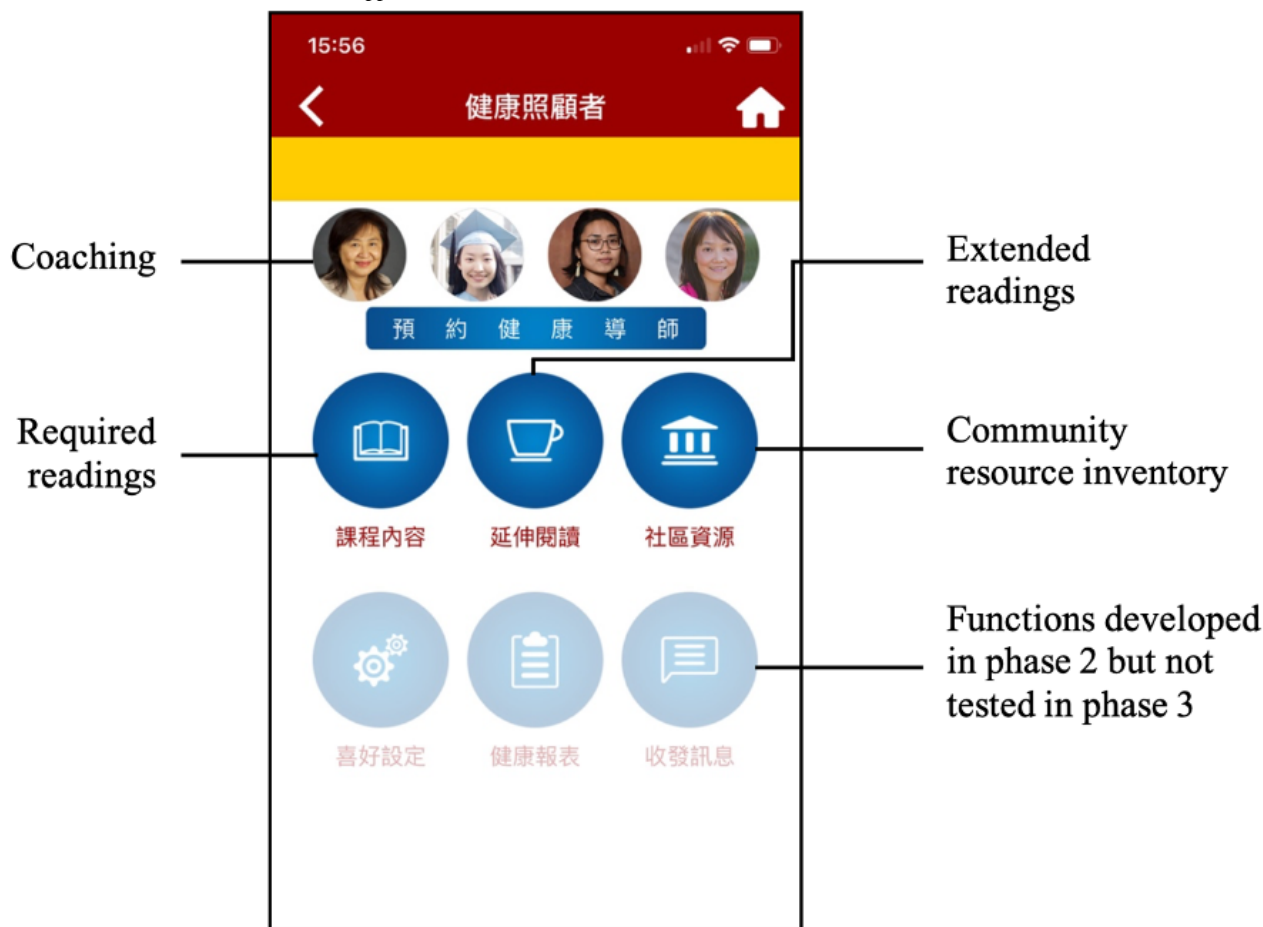 15:56
健康照顧者
Coaching
預約健康導師
Extended
readings
Required
readings
Community
resource inventory
課程內容
延伸閱讀
社區資源
Functions developed
in phase 2 but not
tested in phase 3
喜好設定
健康報表
收發訊息